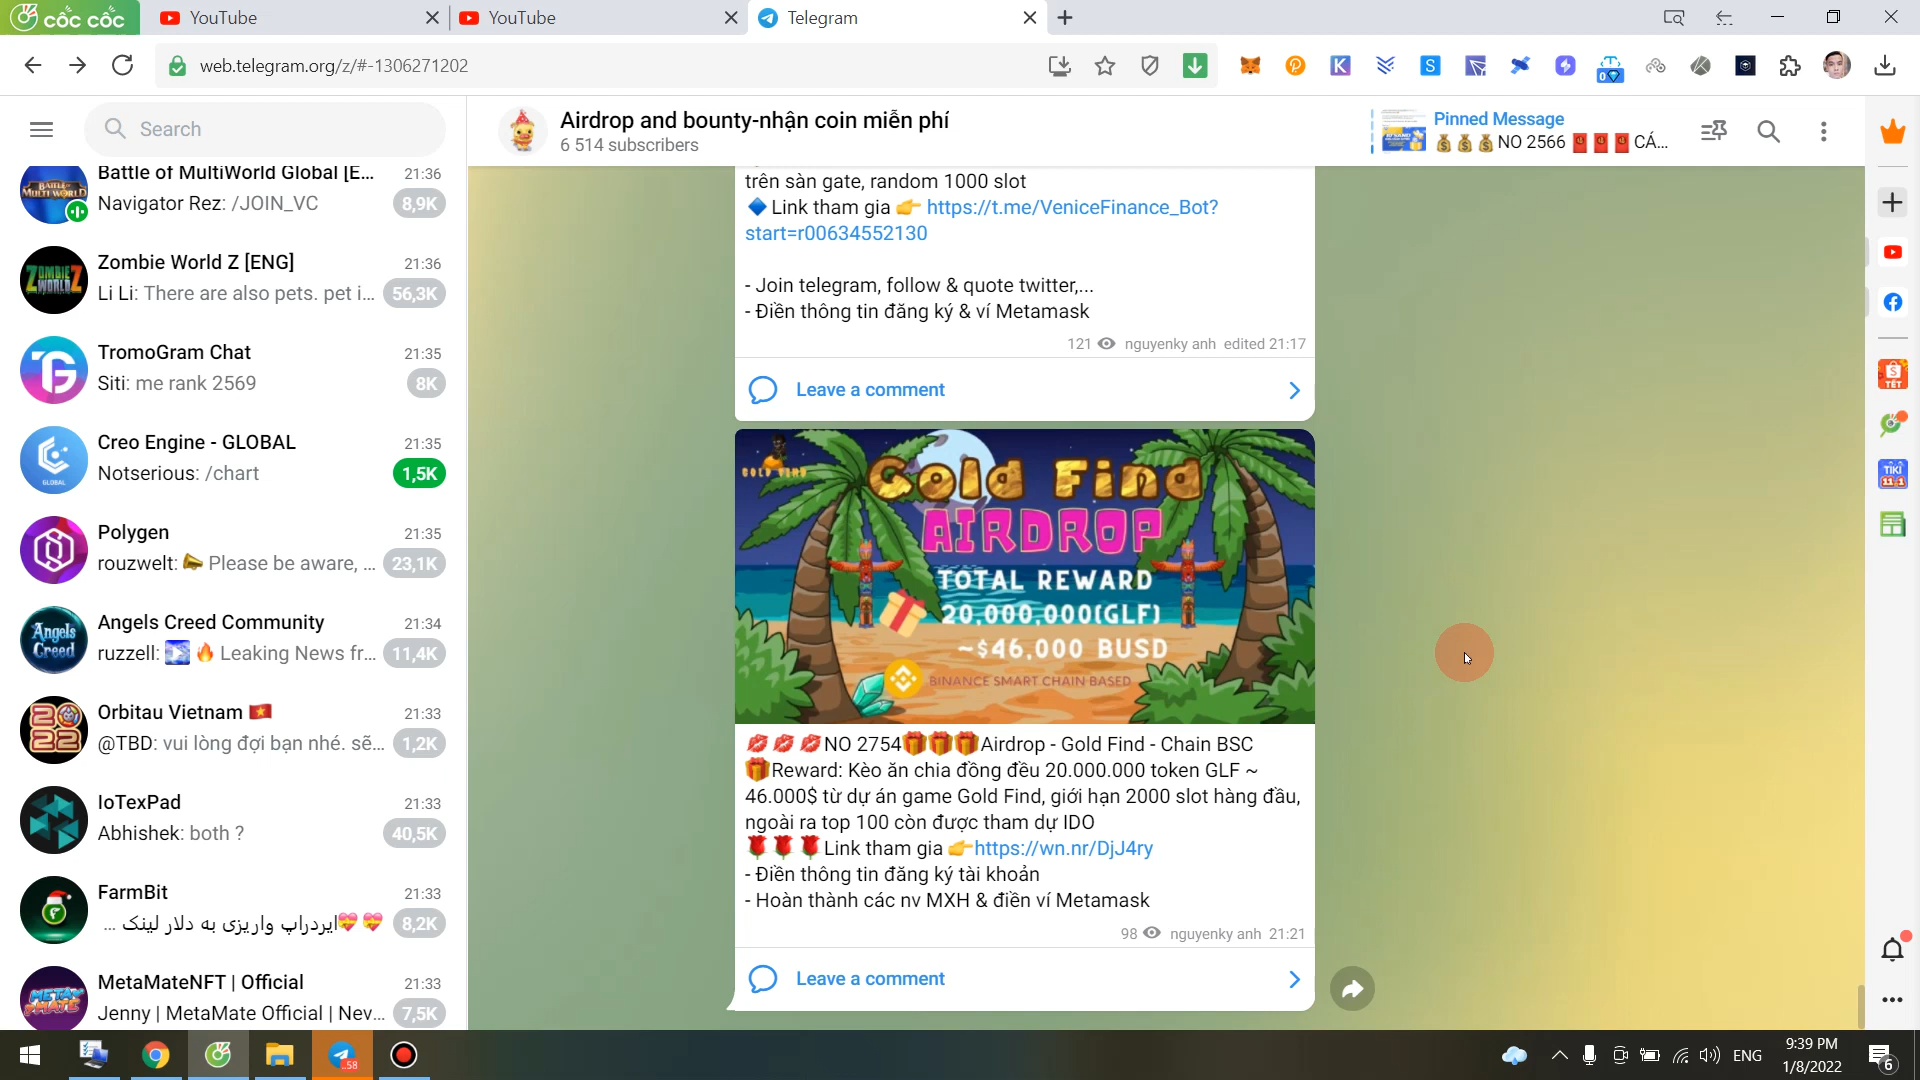 cốc cốc
YouTube
YouTube
Telegram
web.telegram.org/z/#-1306271202
Search
Airdrop and bounty-nhận coin miễn phí
6 514 subscribers
Pinned Message
NO 2566 🧧🧧🧧 CÁ...
Battle of MultiWorld Global [E...
21:36
Navigator Rez: /JOIN_VC
8,9K
Zombie World Z [ENG]
21:36
Li Li: There are also pets. pet i...
56,3K
TromoGram Chat
21:35
Siti: me rank 2569
8K
Creo Engine - GLOBAL
21:35
Notserious: /chart
1,5K
Polygen
21:35
rouzwelt: 📣 Please be aware, ...
23,1K
Angels Creed Community
21:34
ruzzell: 🔥 Leaking News fr...
11,4K
Orbitau Vietnam 🇻🇳
21:33
@TBD: vui lòng đợi bạn nhé. sẽ...
1,2K
IoTexPad
21:33
Abhishek: both ?
40,5K
FarmBit
21:33
ایردراپ واریزی به دلار لینک ...
8,2K
MetaMateNFT | Official
21:33
Jenny | MetaMate Official | Nev...
7,5K
trên sàn gate, random 1000 slot
🔷Link tham gia 👉 https://t.me/VeniceFinance_Bot?
start=r00634552130
- Join telegram, follow & quote twitter,...
- Điền thông tin đăng ký & ví Metamask
121 nguyenky anh edited 21:17
Leave a comment
GOLD FIND
Gold Find
AIRDROP
TOTAL REWARD
20,000,000(GLF)
~$46,000 BUSD
BINANCE SMART CHAIN BASED
💋💋💋NO 2754🎁🎁🎁Airdrop - Gold Find - Chain BSC
🎁Reward: Kèo ăn chia đồng đều 20.000.000 token GLF ~
46.000$ từ dự án game Gold Find, giới hạn 2000 slot hàng đầu,
ngoài ra top 100 còn được tham dự IDO
🌹🌹🌹Link tham gia 👉https://wn.nr/DjJ4ry
- Điền thông tin đăng ký tài khoản
- Hoàn thành các nv MXH & điền ví Metamask
98 nguyenky anh 21:21
Leave a comment
ENG
9:39 PM
1/8/2022
6
58